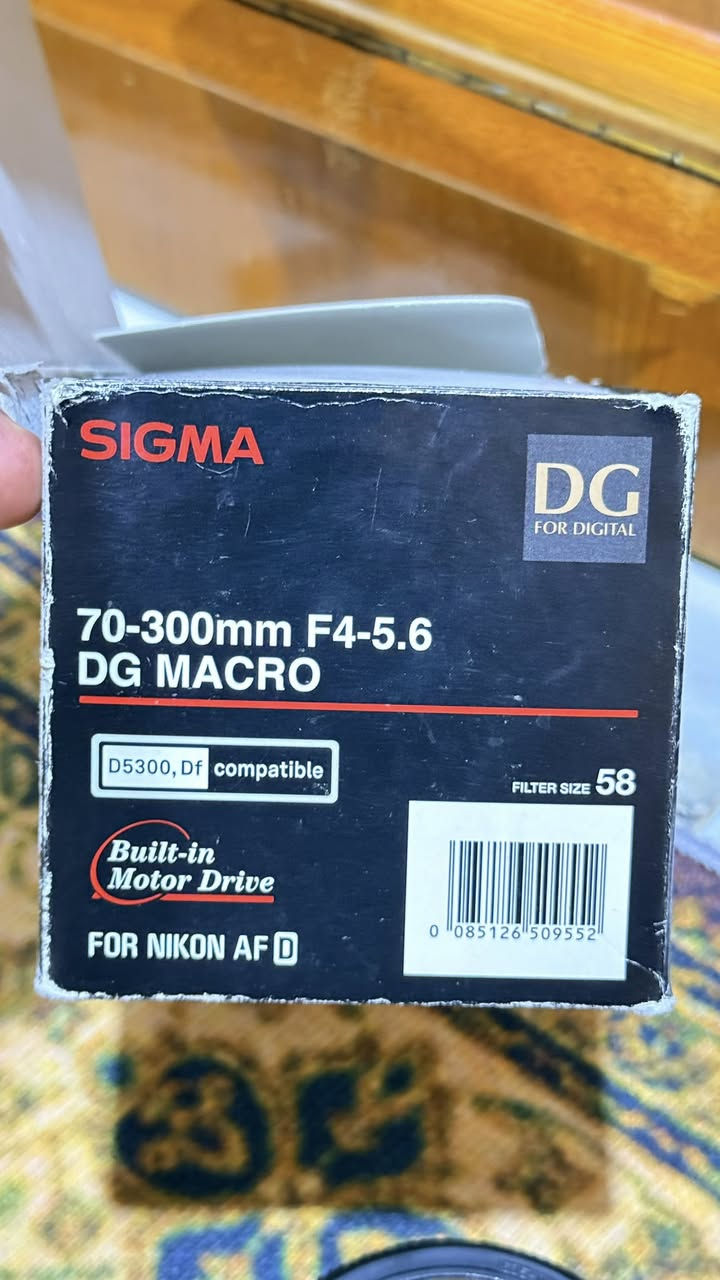 SIGMA
DG
FOR DIGITAL
70-300mm F4-5.6
DG MACRO
D5300, Df compatible
FILTER SIZE 58
Built-in
Motor Drive
FOR NIKON AF D
0 085126 509552